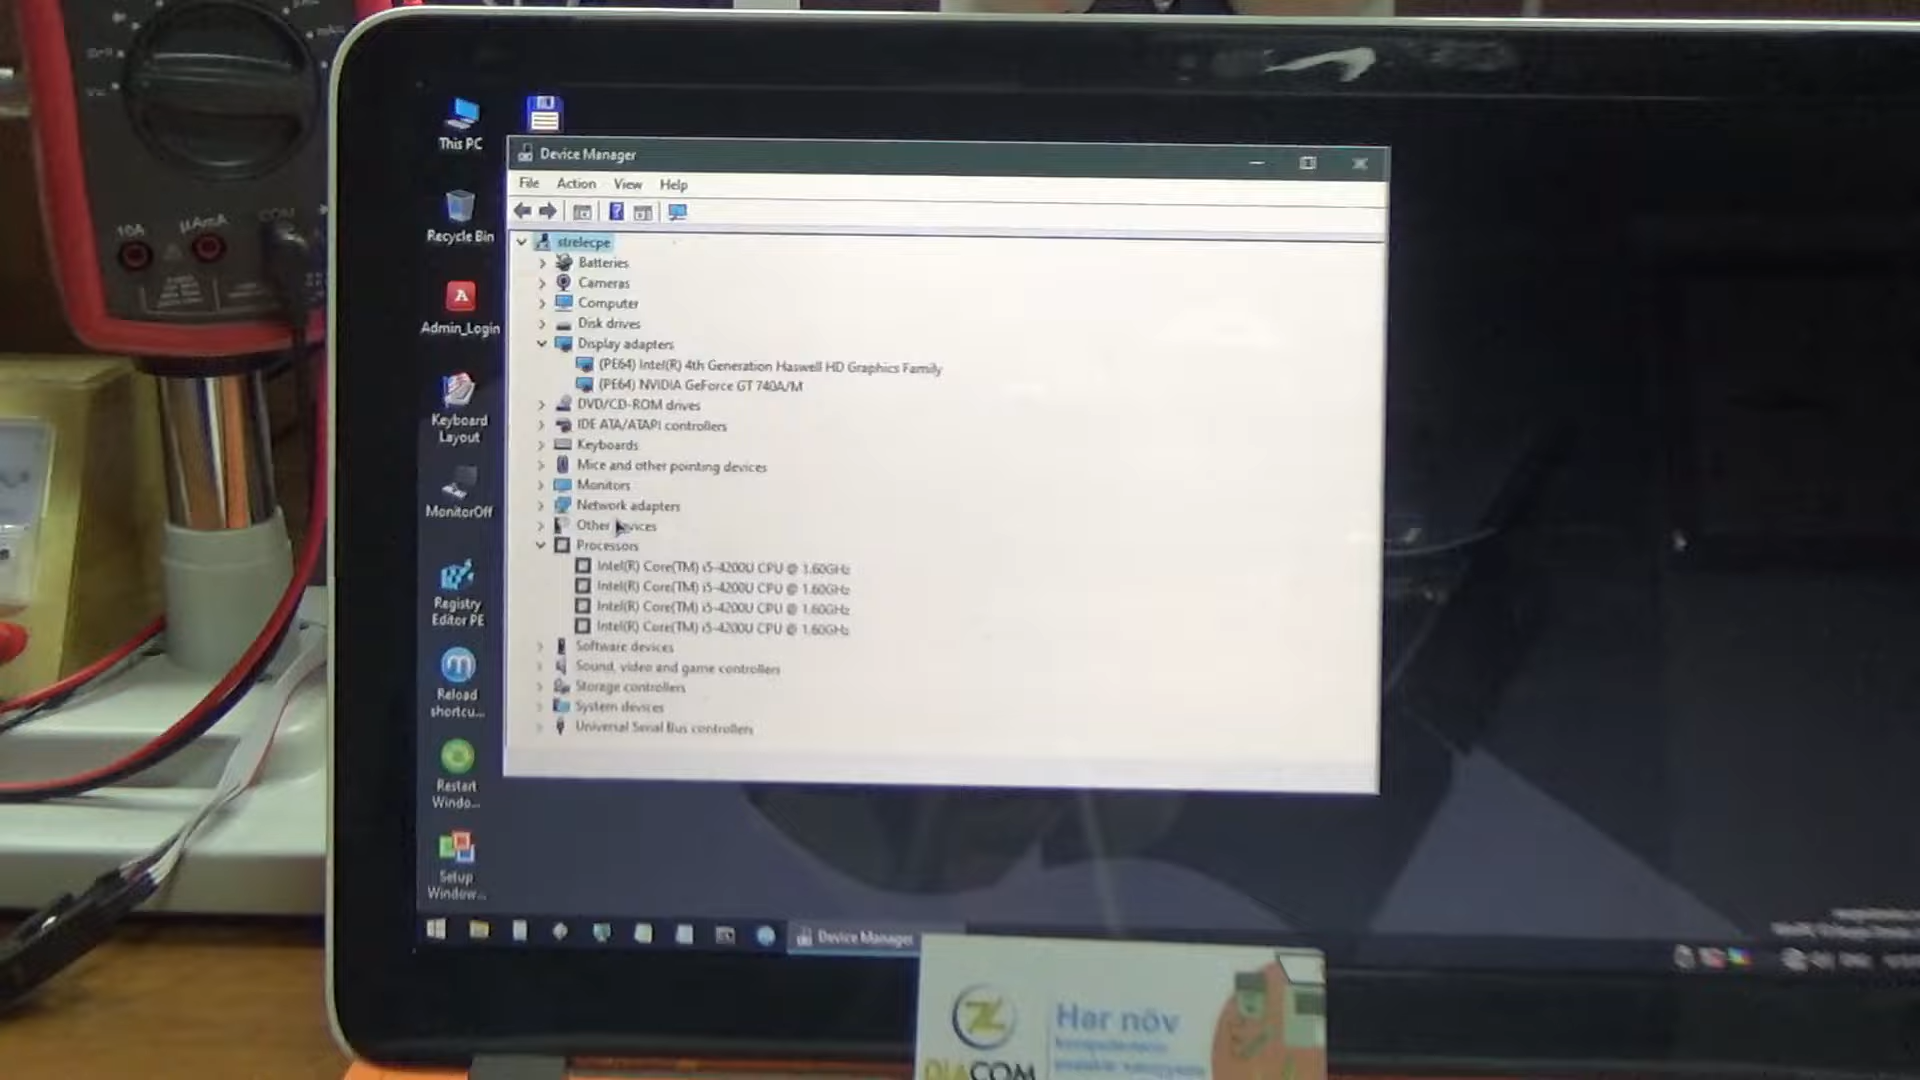 10A
µAmA
COM
This PC
Recycle Bin
Admin_Login
Keyboard
Layout
MonitorOff
Registry
Editor PE
Reload
shortcu...
Restart
Windo...
Setup
Window...
Device Manager
File Action View Help
strelecpe
Batteries
Cameras
Computer
Disk drives
Display adapters
(PE64) Intel(R) 4th Generation Haswell HD Graphics Family
(PE64) NVIDIA GeForce GT 740A/M
DVD/CD-ROM drives
IDE ATA/ATAPI controllers
Keyboards
Mice and other pointing devices
Monitors
Network adapters
Other devices
Processors
Intel(R) Core(TM) i5-4200U CPU @ 1.60GHz
Intel(R) Core(TM) i5-4200U CPU @ 1.60GHz
Intel(R) Core(TM) i5-4200U CPU @ 1.60GHz
Intel(R) Core(TM) i5-4200U CPU @ 1.60GHz
Software devices
Sound, video and game controllers
Storage controllers
System devices
Universal Serial Bus controllers
Device Manager
DIACOM
Hər növ